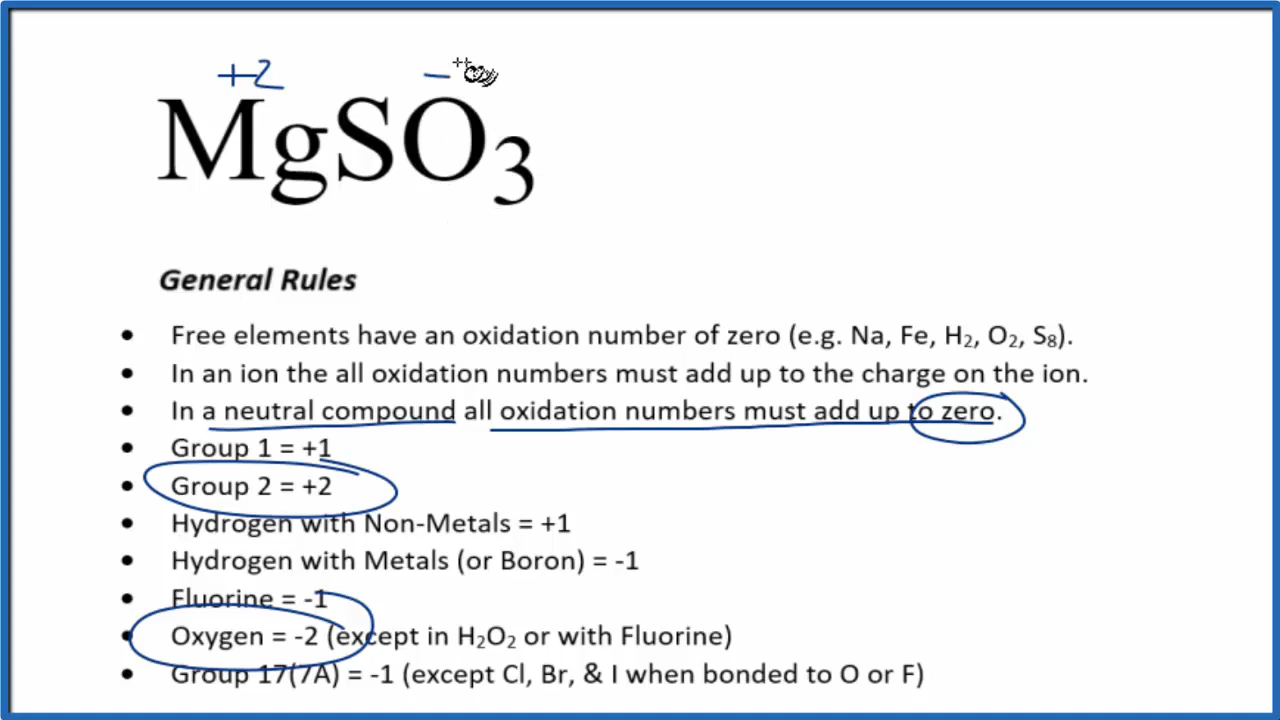 +2 −
MgSO₃
General Rules
• Free elements have an oxidation number of zero (e.g. Na, Fe, H₂, O₂, S₈).
• In an ion the all oxidation numbers must add up to the charge on the ion.
• In a neutral compound all oxidation numbers must add up to zero.
• Group 1 = +1
• Group 2 = +2
• Hydrogen with Non-Metals = +1
• Hydrogen with Metals (or Boron) = -1
• Fluorine = -1
• Oxygen = -2 (except in H₂O₂ or with Fluorine)
• Group 17(7A) = -1 (except Cl, Br, & I when bonded to O or F)